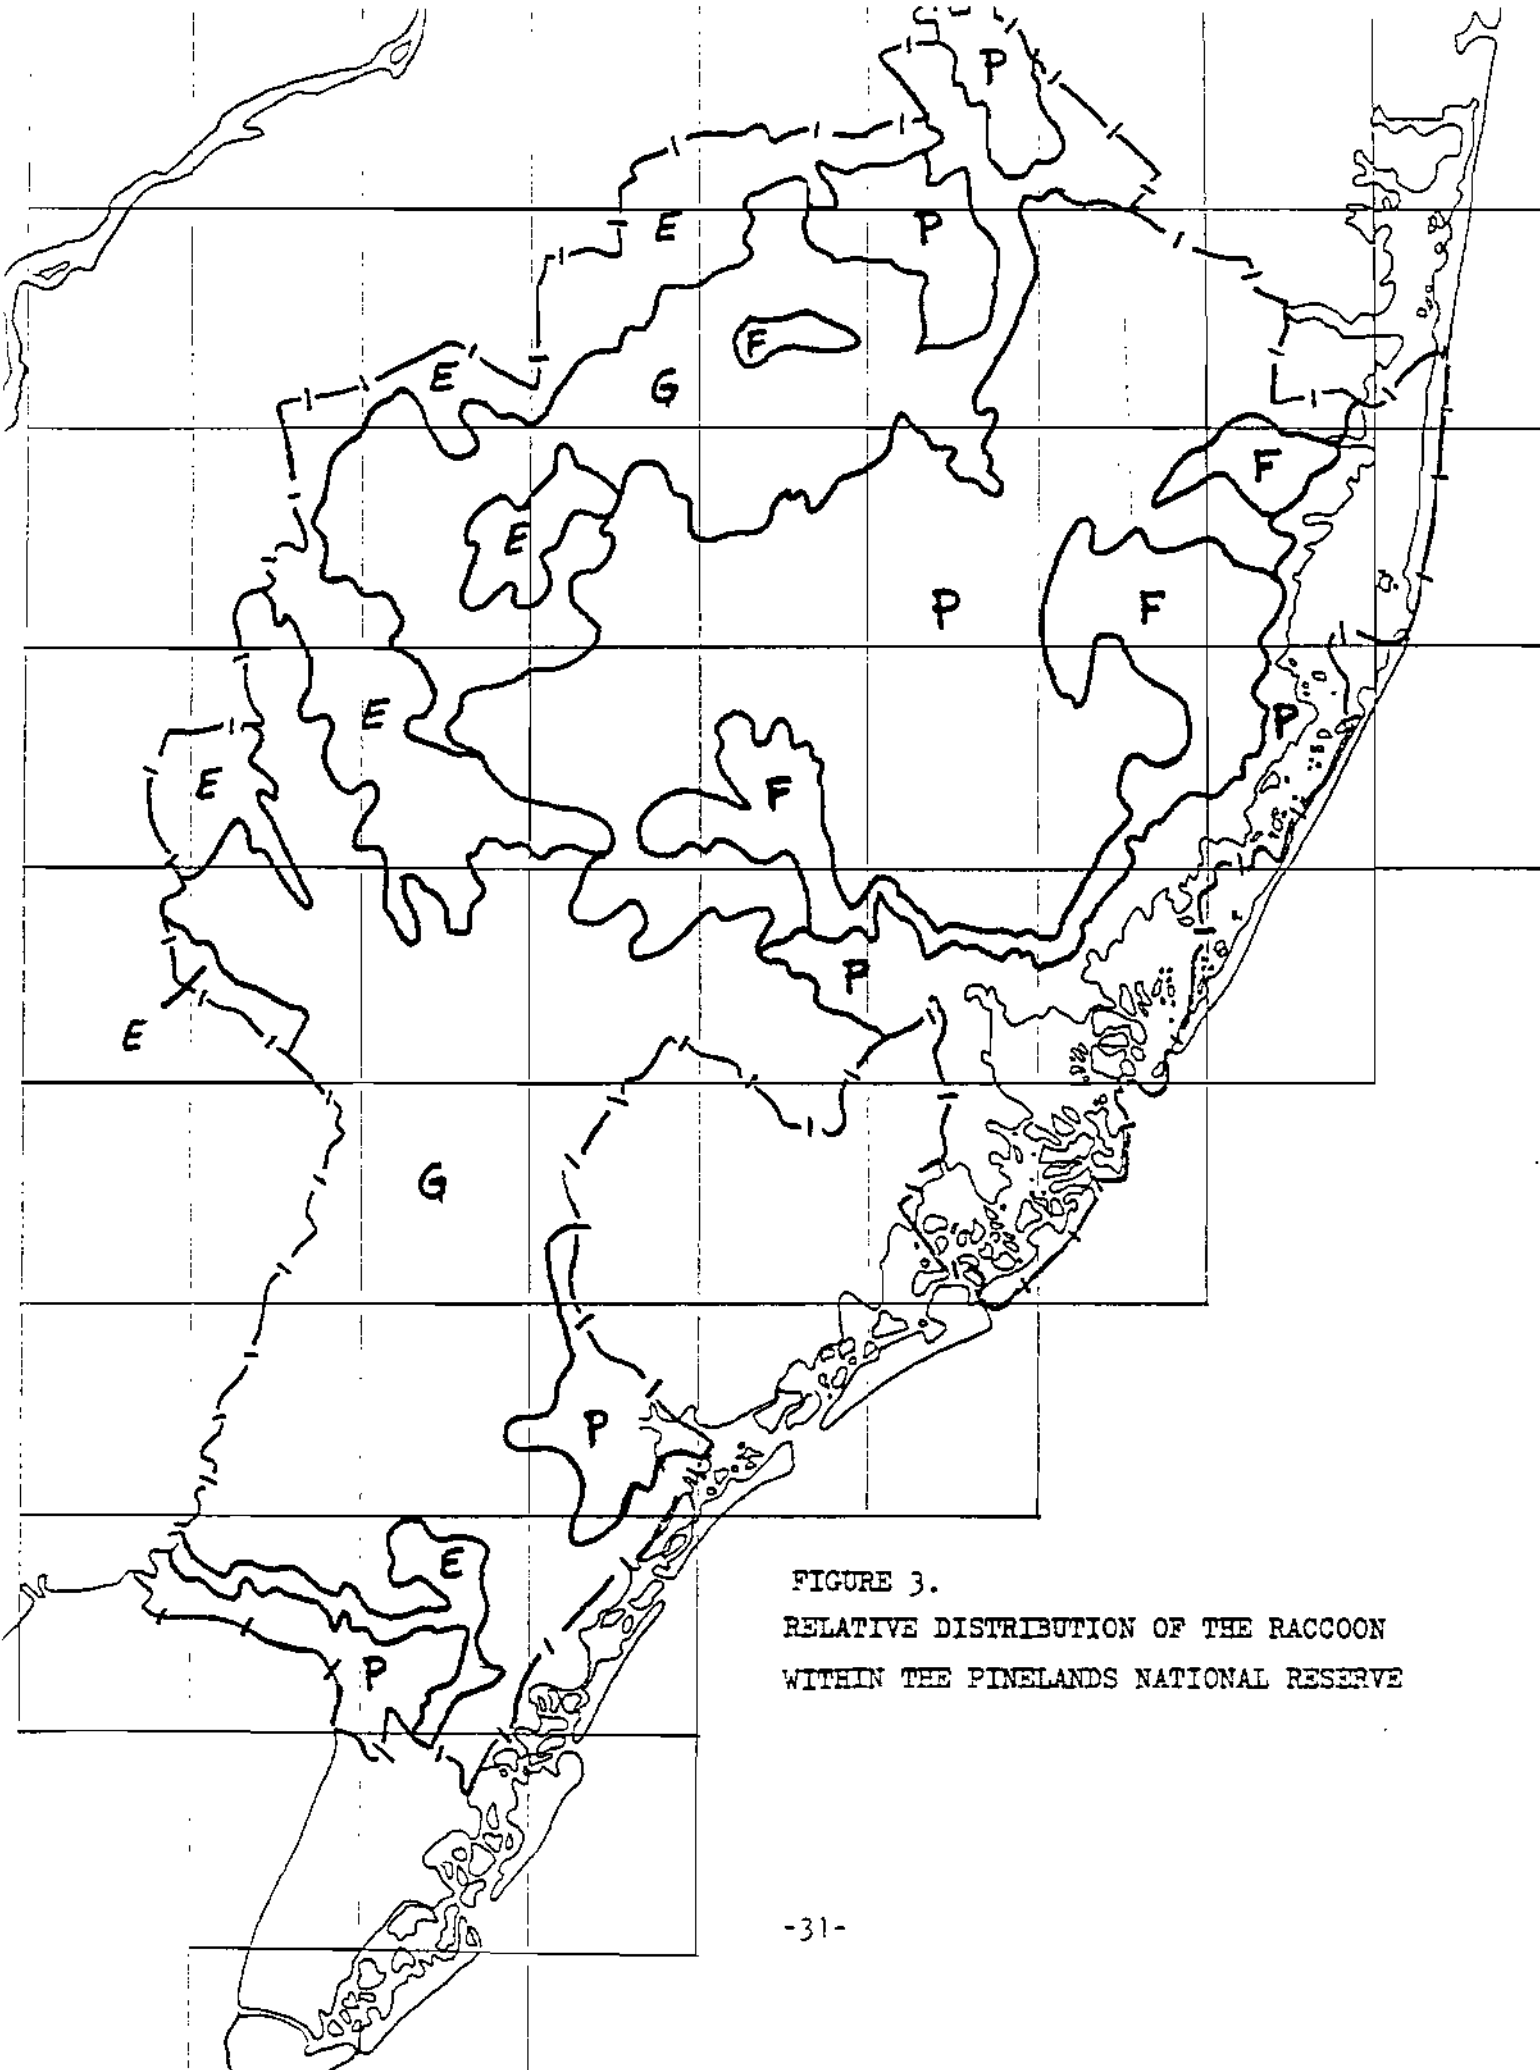 P
E
P
F
E
G
F
E
P
F
E
P
E
F
P
E
G
P
E
P
FIGURE 3.
RELATIVE DISTRIBUTION OF THE RACCOON
WITHIN THE PINELANDS NATIONAL RESERVE
-31-